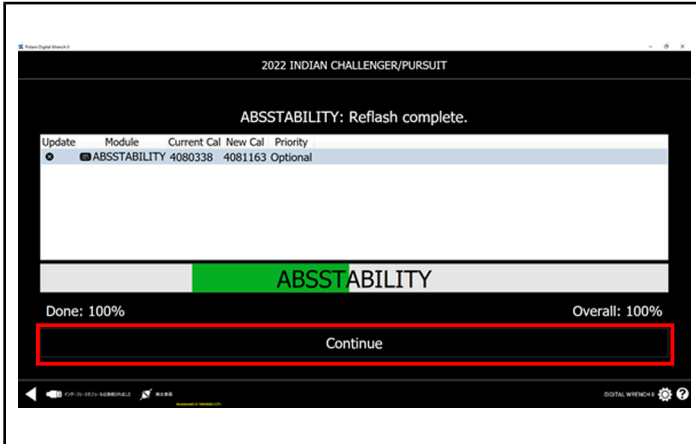 Polaris Digital Wrench II
2022 INDIAN CHALLENGER/PURSUIT
ABSSTABILITY: Reflash complete.
Update Module Current Cal New Cal Priority
ABSSTABILITY 4080338 4081163 Optional
ABSSTABILITY
Done: 100% Overall: 100%
Continue
DIGITAL WRENCH II